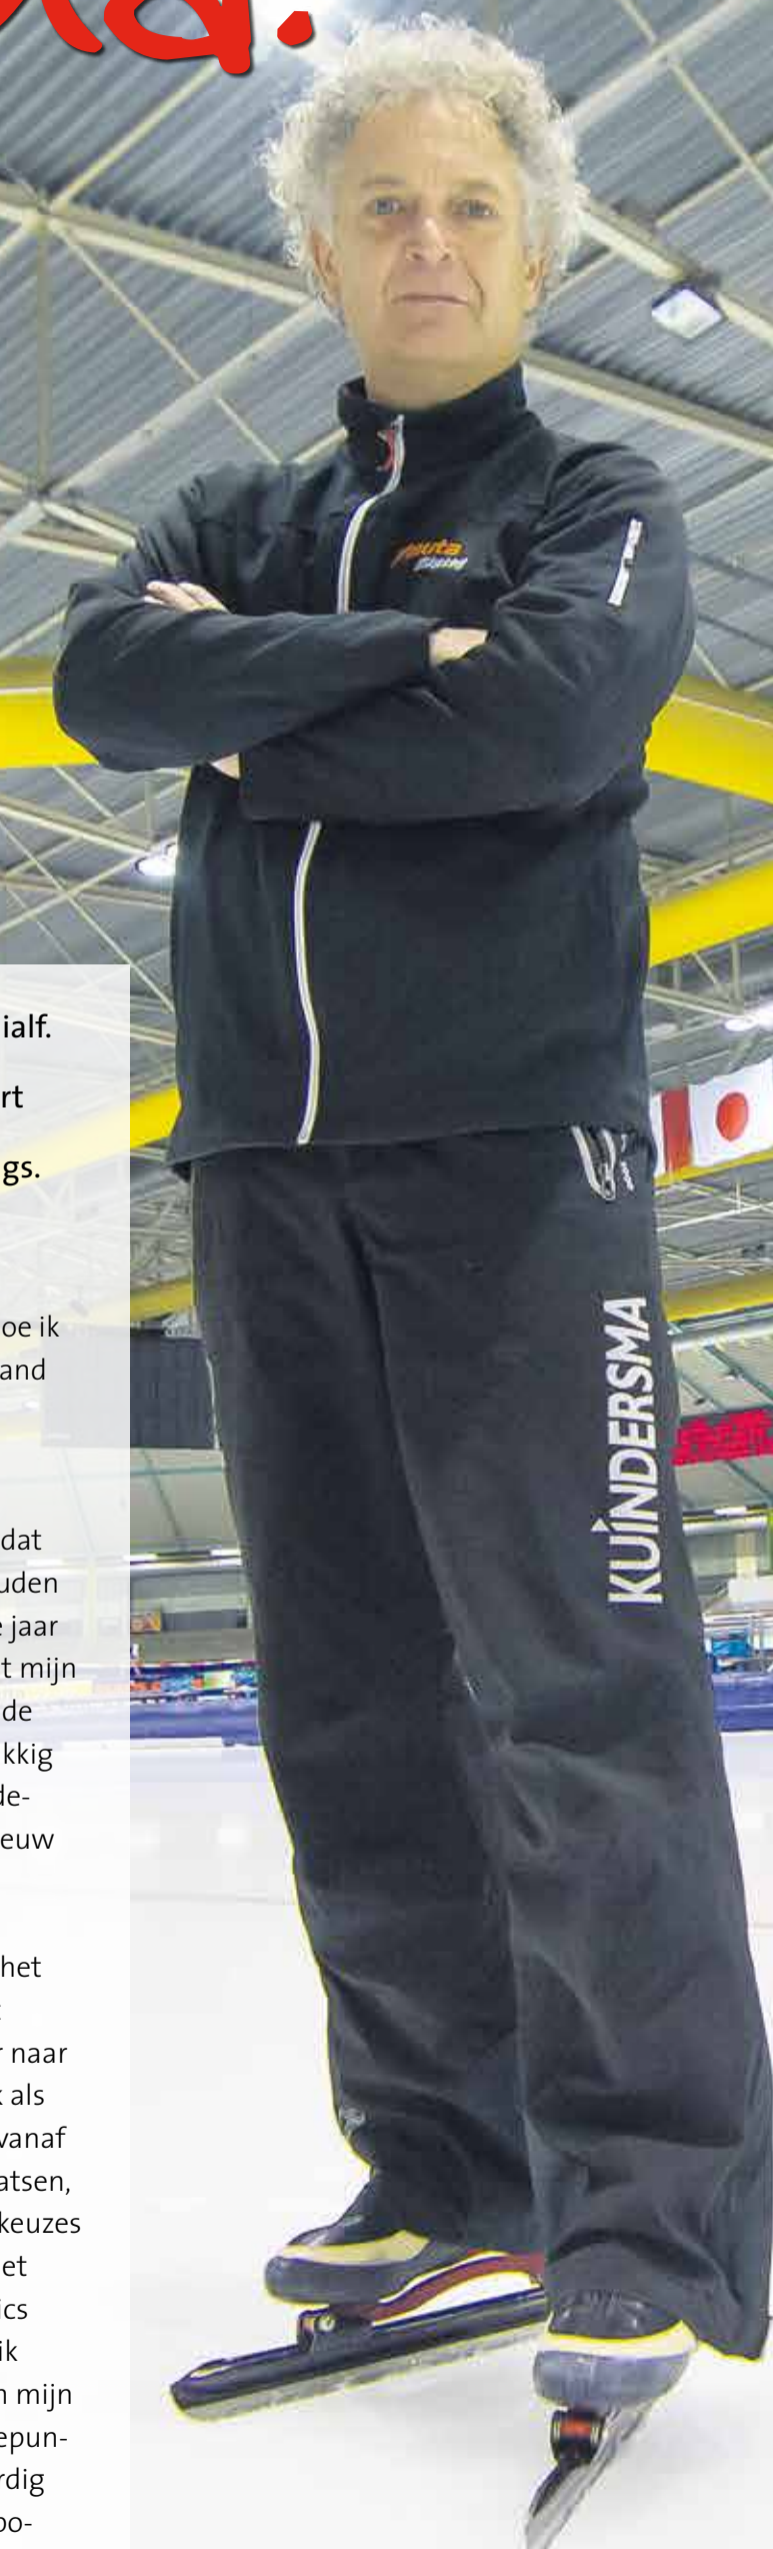 ialf.
rt
gs.
oe ik
and
dat
uden
jaar
t mijn
de
kkig
de-
euw
het
naar
als
vanaf
atsen,
keuzes
et
ics
ik
mijn
epun-
rdig
oo-
KUINDERSMA